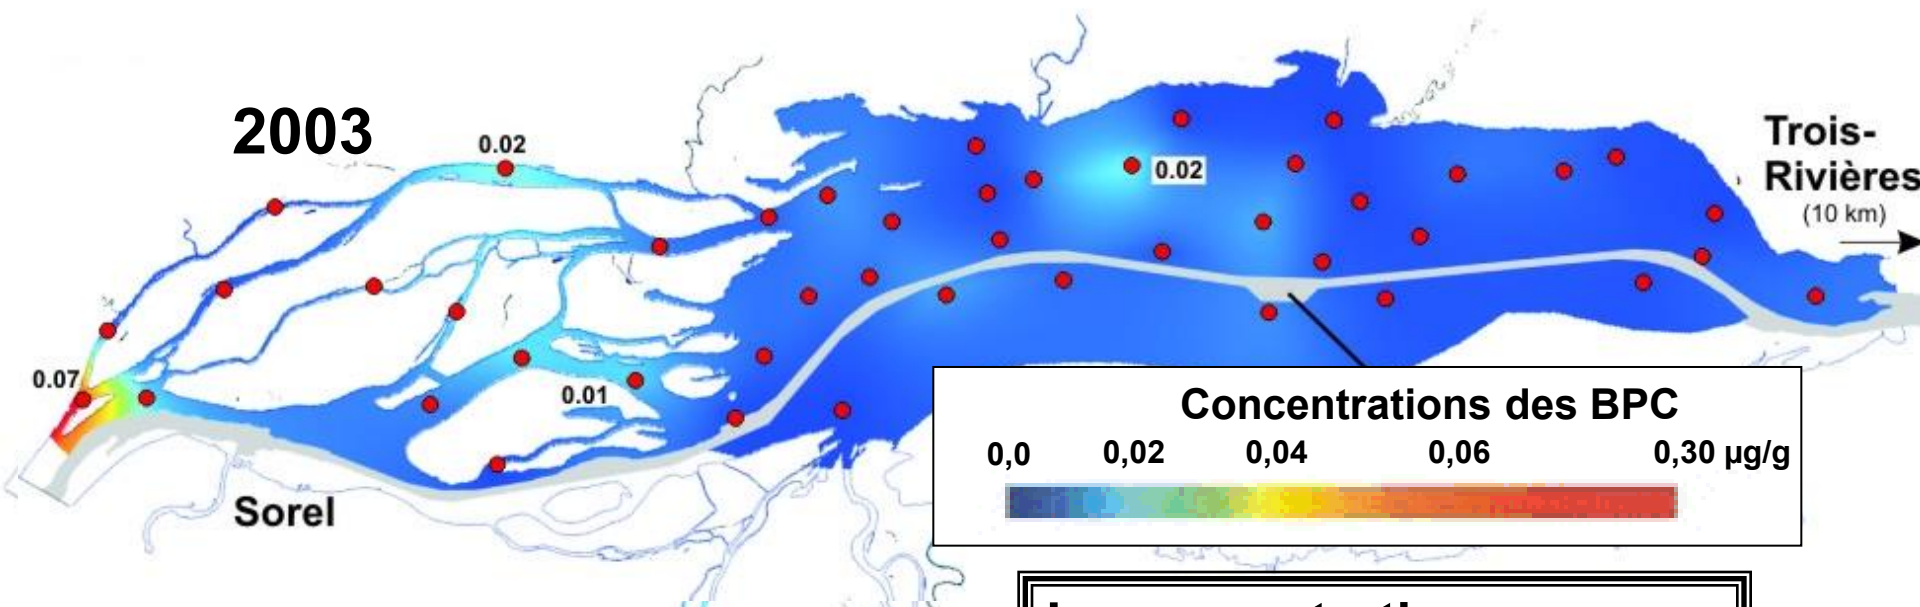 2003
0.02
0.02
Trois-
Rivières
(10 km)
0.07
0.01
Sorel
Concentrations des BPC
0,0 0,02 0,04 0,06 0,30 µg/g